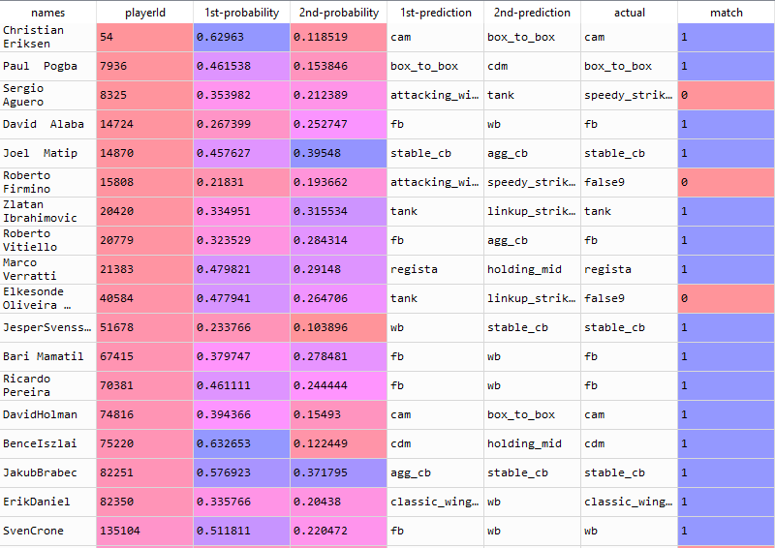 names playerId 1st-probability 2nd-probability 1st-prediction 2nd-prediction actual match
Christian Eriksen 54 0.62963 0.118519 cam box_to_box cam 1
Paul Pogba 7936 0.461538 0.153846 box_to_box cdm box_to_box 1
Sergio Aguero 8325 0.353982 0.212389 attacking_wi… tank speedy_strik… 0
David Alaba 14724 0.267399 0.252747 fb wb fb 1
Joel Matip 14870 0.457627 0.39548 stable_cb agg_cb stable_cb 1
Roberto Firmino 15808 0.21831 0.193662 attacking_wi… speedy_strik… false9 0
Zlatan Ibrahimovic 20420 0.334951 0.315534 tank linkup_strik… tank 1
Roberto Vitiello 20779 0.323529 0.284314 fb agg_cb fb 1
Marco Verratti 21383 0.479821 0.29148 regista holding_mid regista 1
Elkesonde Oliveira … 40584 0.477941 0.264706 tank linkup_strik… false9 0
JesperSvenss… 51678 0.233766 0.103896 wb stable_cb stable_cb 1
Bari Mamatil 67415 0.379747 0.278481 fb wb fb 1
Ricardo Pereira 70381 0.461111 0.244444 fb wb fb 1
DavidHolman 74816 0.394366 0.15493 cam box_to_box cam 1
BenceIszlai 75220 0.632653 0.122449 cdm holding_mid cdm 1
JakubBrabec 82251 0.576923 0.371795 agg_cb stable_cb stable_cb 1
ErikDaniel 82350 0.335766 0.20438 classic_wing… wb classic_wing… 1
SvenCrone 135104 0.511811 0.220472 fb wb wb 1